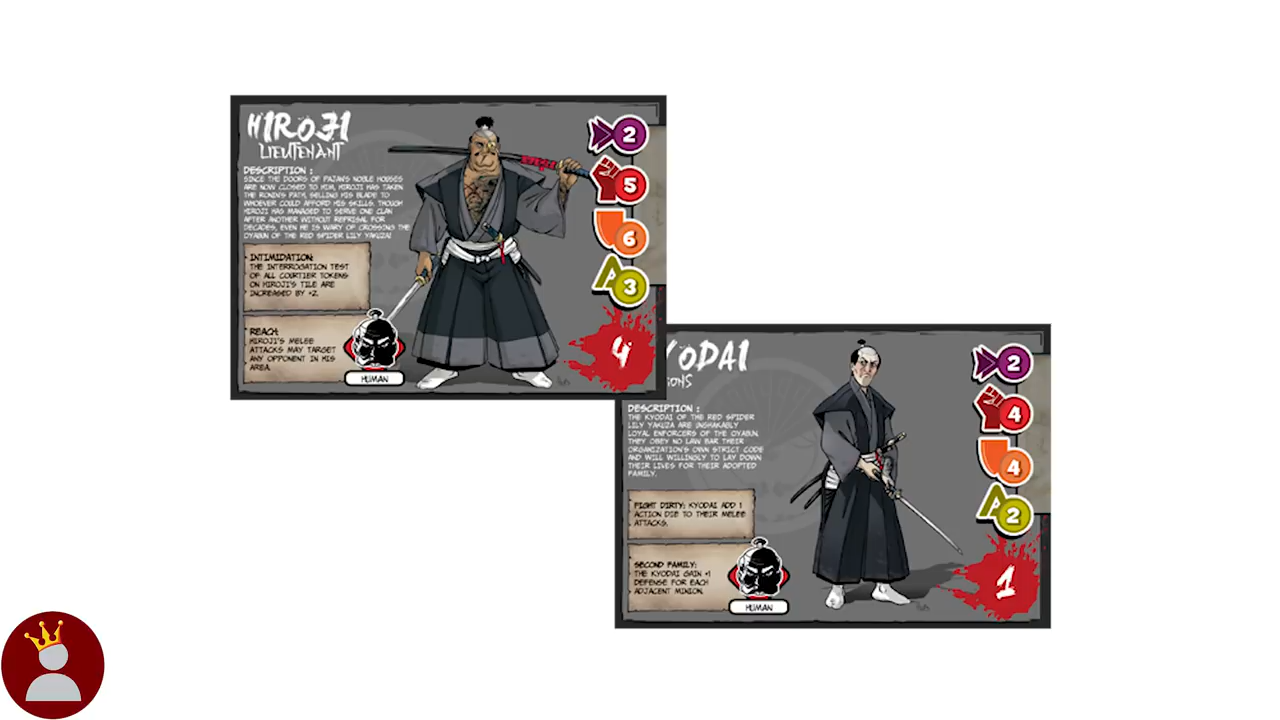 HIROJI
LIEUTENANT
DESCRIPTION :
SINCE THE DOORS OF PAJAN'S NOBLE HOUSES
ARE NOW CLOSED TO HIM, HIROJI HAS TAKEN
THE RONIN'S PATH, SELLING HIS BLADE TO
WHOEVER COULD AFFORD HIS SKILLS. THOUGH
HIROJI HAS MANAGED TO SERVE ONE CLAN
AFTER ANOTHER WITHOUT REPRISAL FOR
DECADES, EVEN HE IS WARY OF CROSSING THE
OYABUN OF THE RED SPIDER LILY YAKUZA!
INTIMIDATION:
THE INTERROGATION TEST
OF ALL COURTIER TOKENS
ON HIROJI'S TILE ARE
INCREASED BY +2.
REACH:
HIROJI'S MELEE
ATTACKS MAY TARGET
ANY OPPONENT IN HIS
AREA.
HUMAN
2
5
6
3
4
YODAI
ONS
DESCRIPTION :
THE KYODAI OF THE RED SPIDER
LILY YAKUZA ARE UNSHAKABLY
LOYAL ENFORCERS OF THE OYABUN.
THEY OBEY NO LAW BAR THEIR
ORGANIZATION'S OWN STRICT CODE
AND WILL WILLINGLY TO LAY DOWN
THEIR LIVES FOR THEIR ADOPTED
FAMILY.
FIGHT DIRTY: KYODAI ADD 1
ACTION DIE TO THEIR MELEE
ATTACKS.
SECOND FAMILY:
THE KYODAI GAIN +1
DEFENSE FOR EACH
ADJACENT MINION.
HUMAN
2
4
4
2
1